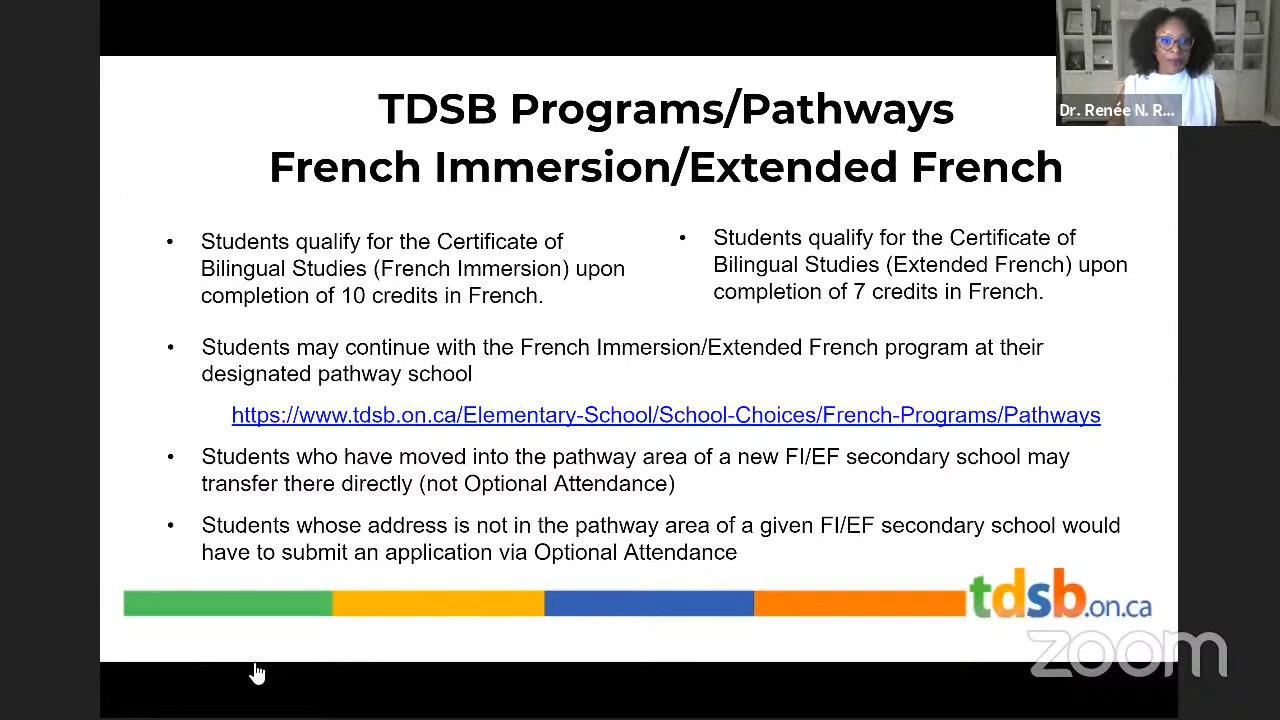 Dr. Renée N. R...
TDSB Programs/Pathways
French Immersion/Extended French
• Students qualify for the Certificate of
Bilingual Studies (French Immersion) upon
completion of 10 credits in French.
• Students qualify for the Certificate of
Bilingual Studies (Extended French) upon
completion of 7 credits in French.
• Students may continue with the French Immersion/Extended French program at their
designated pathway school
https://www.tdsb.on.ca/Elementary-School/School-Choices/French-Programs/Pathways
• Students who have moved into the pathway area of a new FI/EF secondary school may
transfer there directly (not Optional Attendance)
• Students whose address is not in the pathway area of a given FI/EF secondary school would
have to submit an application via Optional Attendance
tdsb.on.ca
zoom